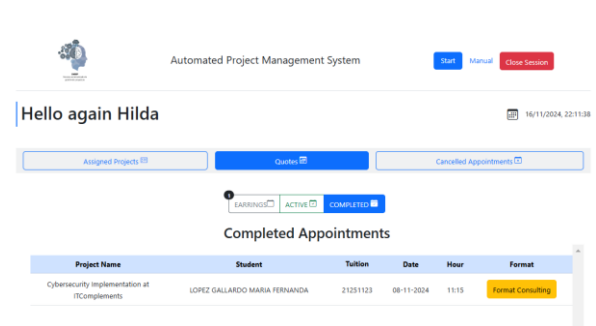 Automated Project Management System
Start
Manual
Close Session
Hello again Hilda
16/11/2024, 22:11:38
Assigned Projects
Quotes
Cancelled Appointments
EARRINGS
ACTIVE
COMPLETED
Completed Appointments
Project Name Student Tuition Date Hour Format
Cybersecurity Implementation at
ITComplements
LOPEZ GALLARDO MARIA FERNANDA 21251123 08-11-2024 11:15 Format Consulting